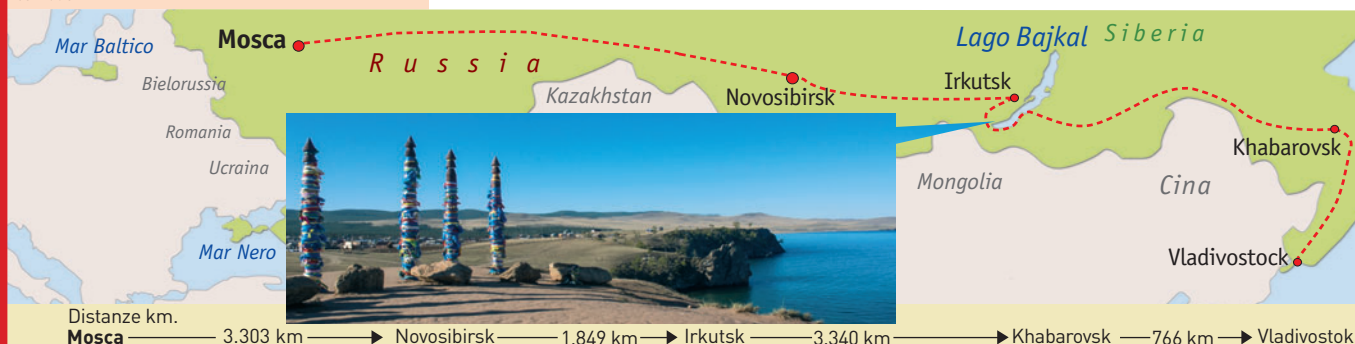 Mar Baltico
Mosca
Russia
Lago Bajkal Siberia
Bielorussia
Kazakhstan
Novosibirsk
Irkutsk
Romania
Khabarovsk
Ucraina
Mongolia
Cina
Mar Nero
Vladivostock
Distanze km.
Mosca 3.303 km Novosibirsk 1.849 km Irkutsk 3.340 km Khabarovsk 766 km Vladivostok